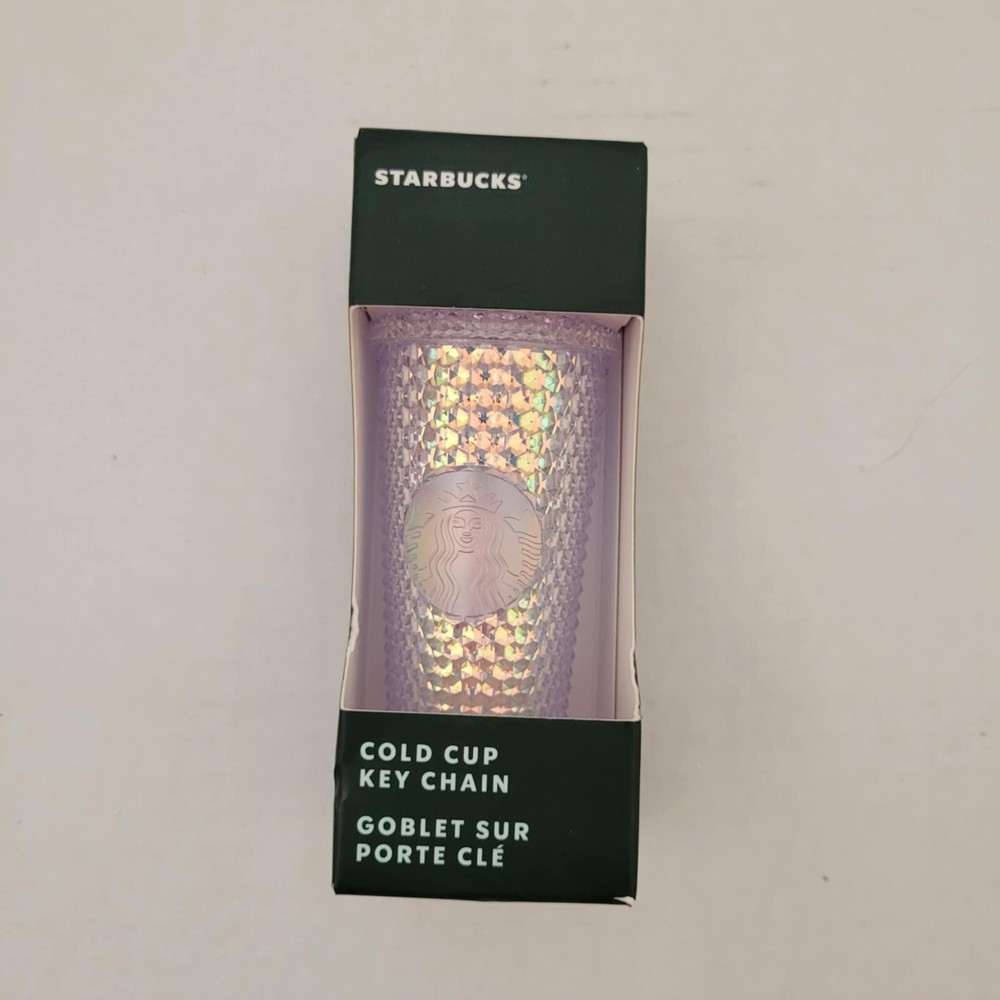 STARBUCKS®
COLD CUP
KEY CHAIN
GOBLET SUR
PORTE CLÉ